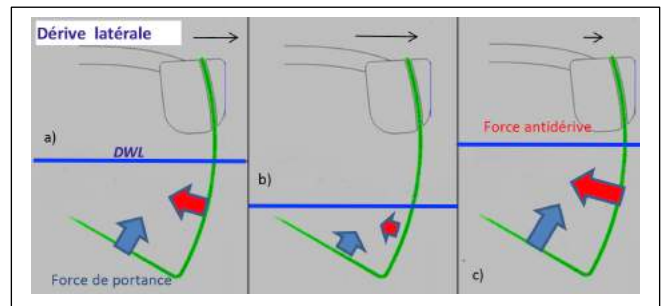 Dérive latérale
a)
DWL
Force de portance
b)
Force antidérive
c)